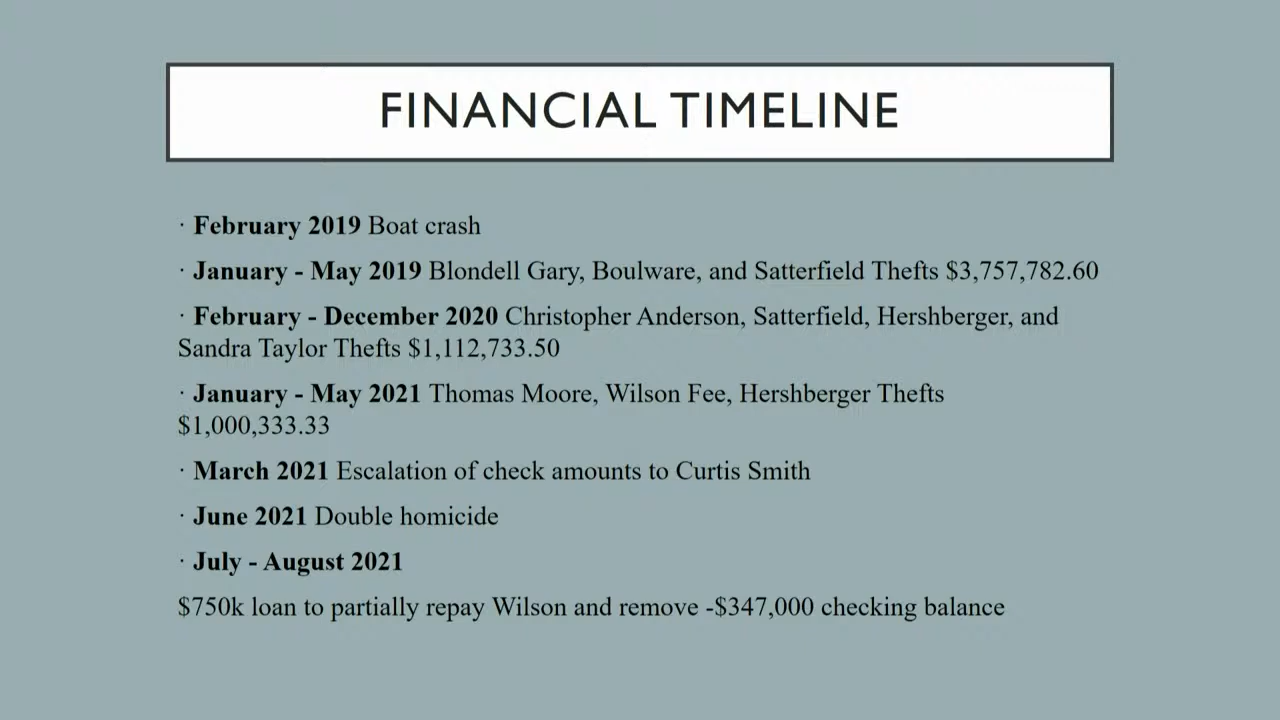 FINANCIAL TIMELINE
· February 2019 Boat crash
· January - May 2019 Blondell Gary, Boulware, and Satterfield Thefts $3,757,782.60
· February - December 2020 Christopher Anderson, Satterfield, Hershberger, and
Sandra Taylor Thefts $1,112,733.50
· January - May 2021 Thomas Moore, Wilson Fee, Hershberger Thefts
$1,000,333.33
· March 2021 Escalation of check amounts to Curtis Smith
· June 2021 Double homicide
· July - August 2021
$750k loan to partially repay Wilson and remove -$347,000 checking balance